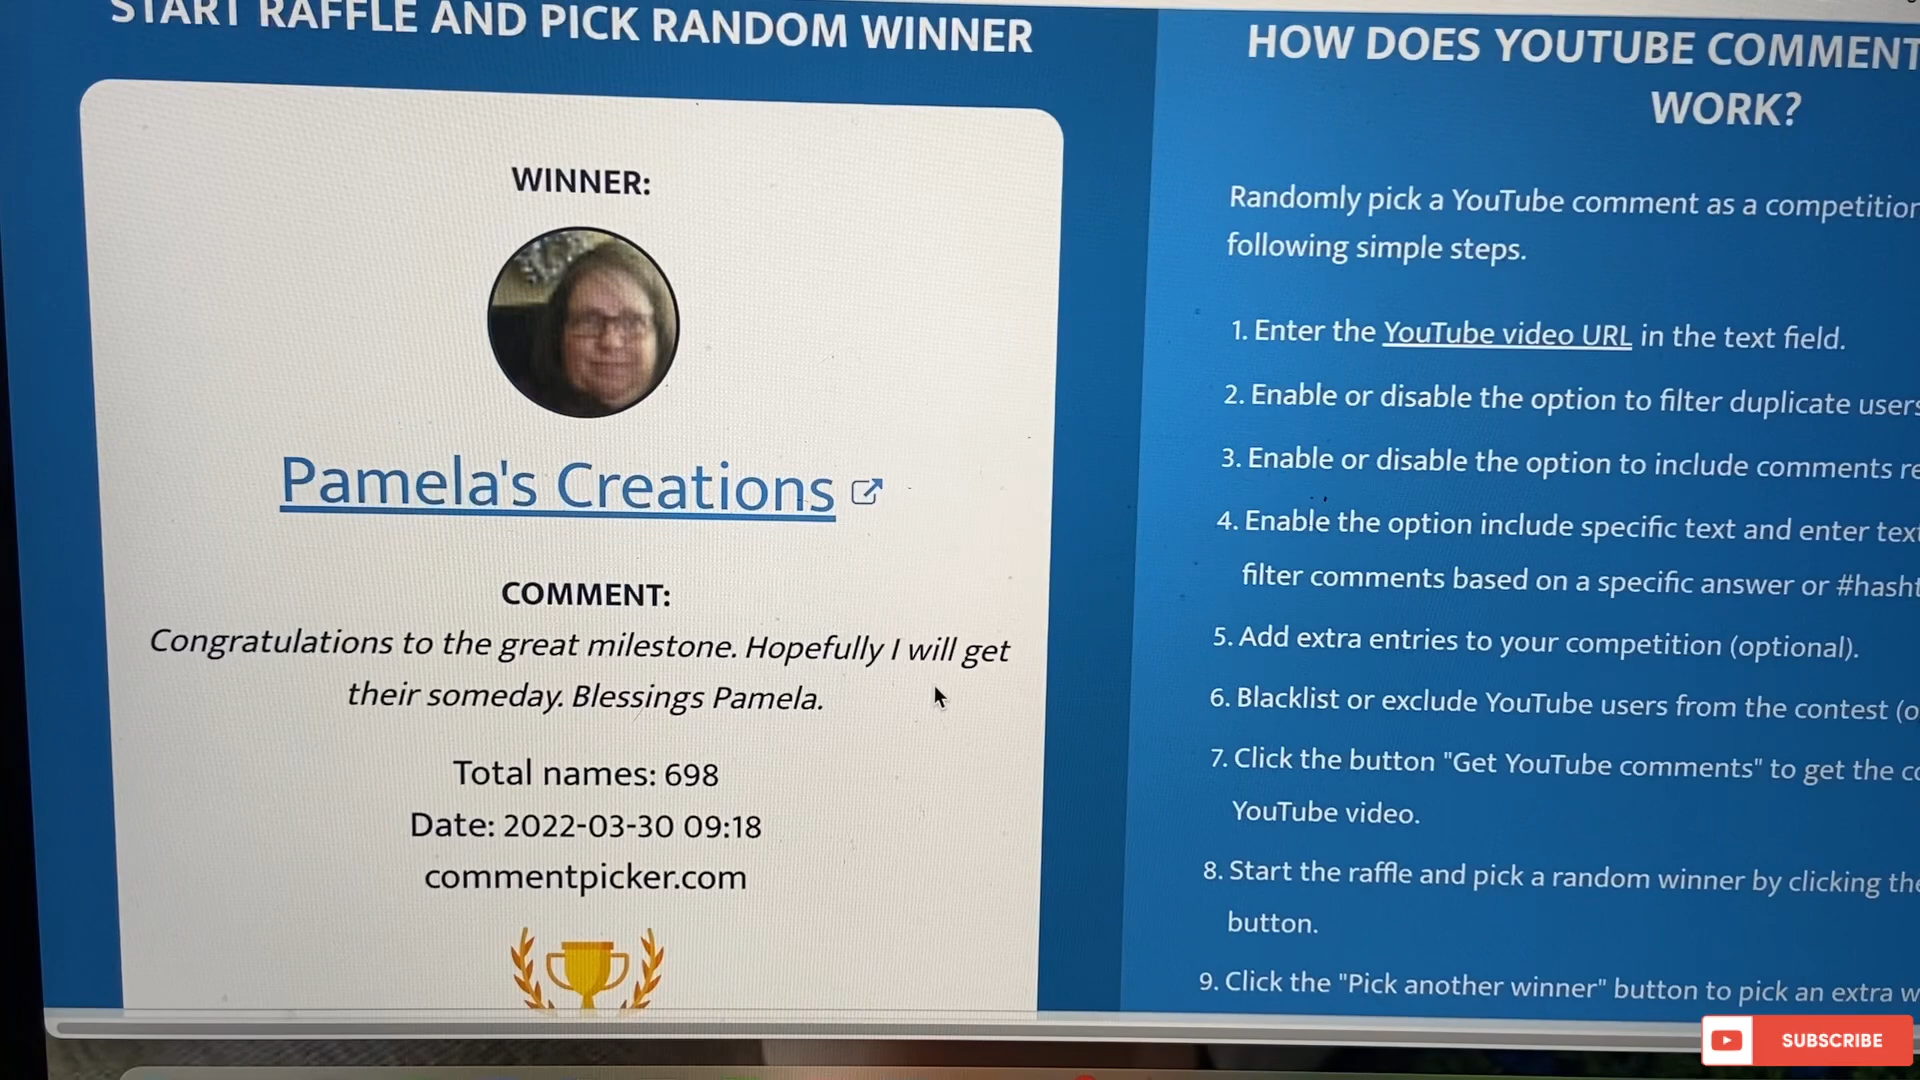 START RAFFLE AND PICK RANDOM WINNER
WINNER:
Pamela's Creations
COMMENT:
Congratulations to the great milestone. Hopefully I will get
their someday. Blessings Pamela.
Total names: 698
Date: 2022-03-30 09:18
commentpicker.com
HOW DOES YOUTUBE COMMENT
WORK?
Randomly pick a YouTube comment as a competition
following simple steps.
1. Enter the YouTube video URL in the text field.
2. Enable or disable the option to filter duplicate users
3. Enable or disable the option to include comments
4. Enable the option include specific text and enter text
filter comments based on a specific answer or
5. Add extra entries to your competition (optional).
6. Blacklist or exclude YouTube users from the contest
7. Click the button "Get YouTube comments" to get the
YouTube video.
8. Start the raffle and pick a random winner by clicking the
button.
9. Click the "Pick another winner" button to pick an extra
SUBSCRIBE